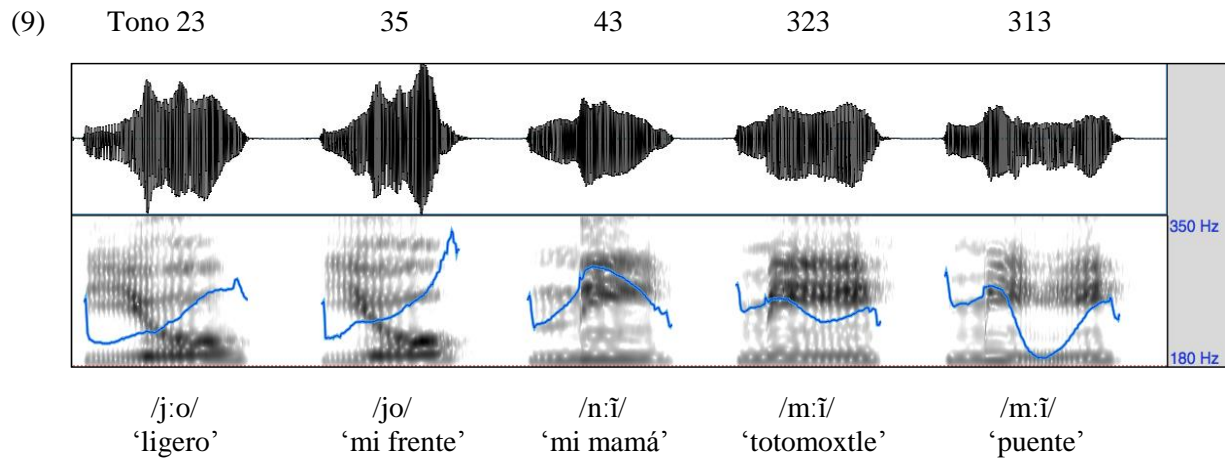 (9) Tono 23 35 43 323 313
350 Hz
180 Hz
/jːo/ /jo/ /nːĩ/ /mːĩ/ /mːĩ/
‘ligero’ ‘mi frente’ ‘mi mamá’ ‘totomoxtle’ ‘puente’